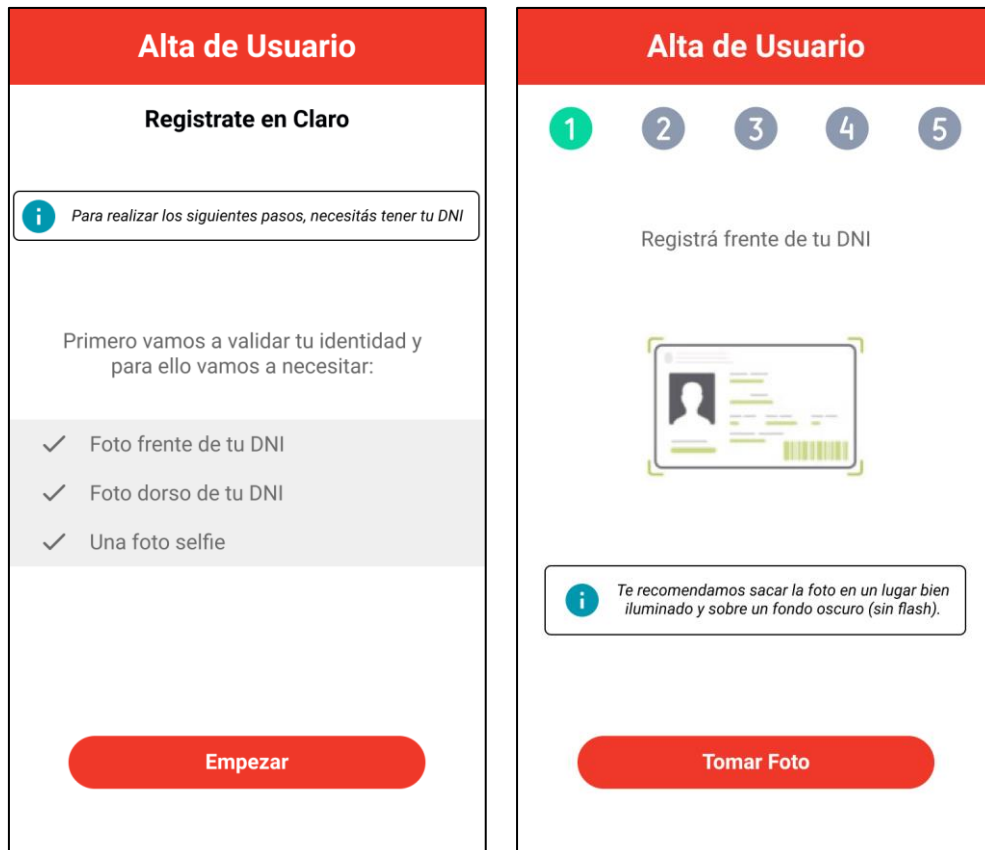 Alta de Usuario
Registrate en Claro
Para realizar los siguientes pasos, necesitás tener tu DNI
Primero vamos a validar tu identidad y
para ello vamos a necesitar:
Foto frente de tu DNI
Foto dorso de tu DNI
Una foto selfie
Empezar
Alta de Usuario
1 2 3 4 5
Registrá frente de tu DNI
Te recomendamos sacar la foto en un lugar bien
iluminado y sobre un fondo oscuro (sin flash).
Tomar Foto